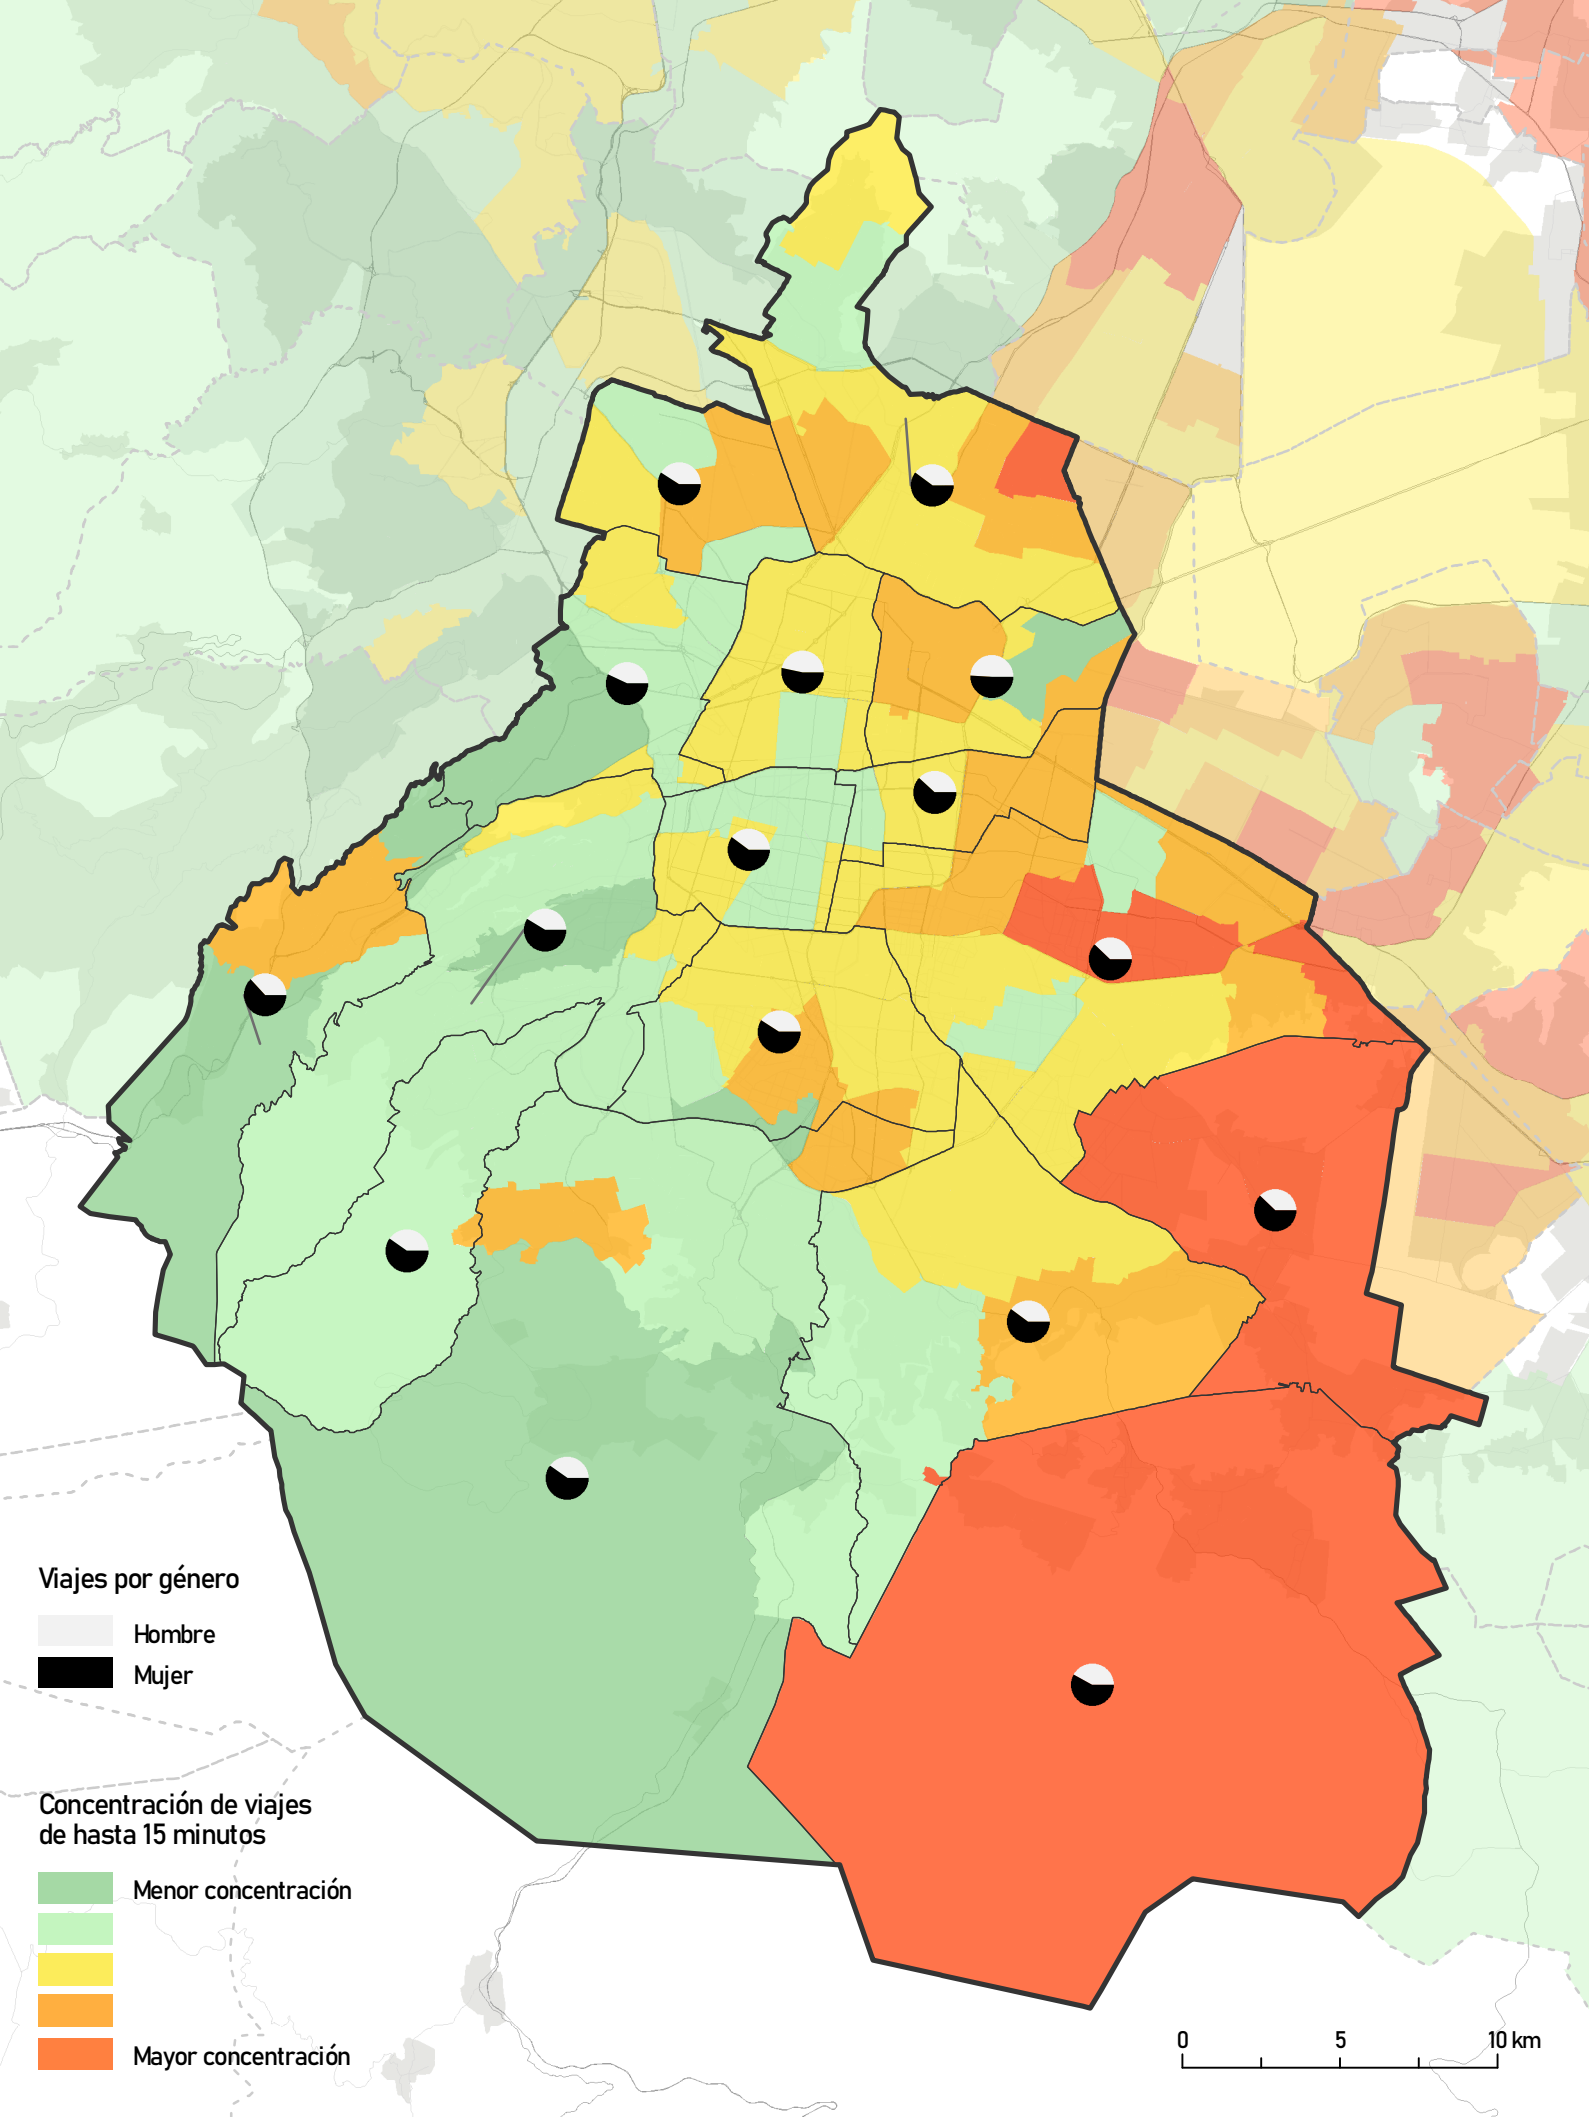 Viajes por género
Hombre
Mujer
Concentración de viajes
de hasta 15 minutos
Menor concentración
Mayor concentración
0 5 10 km